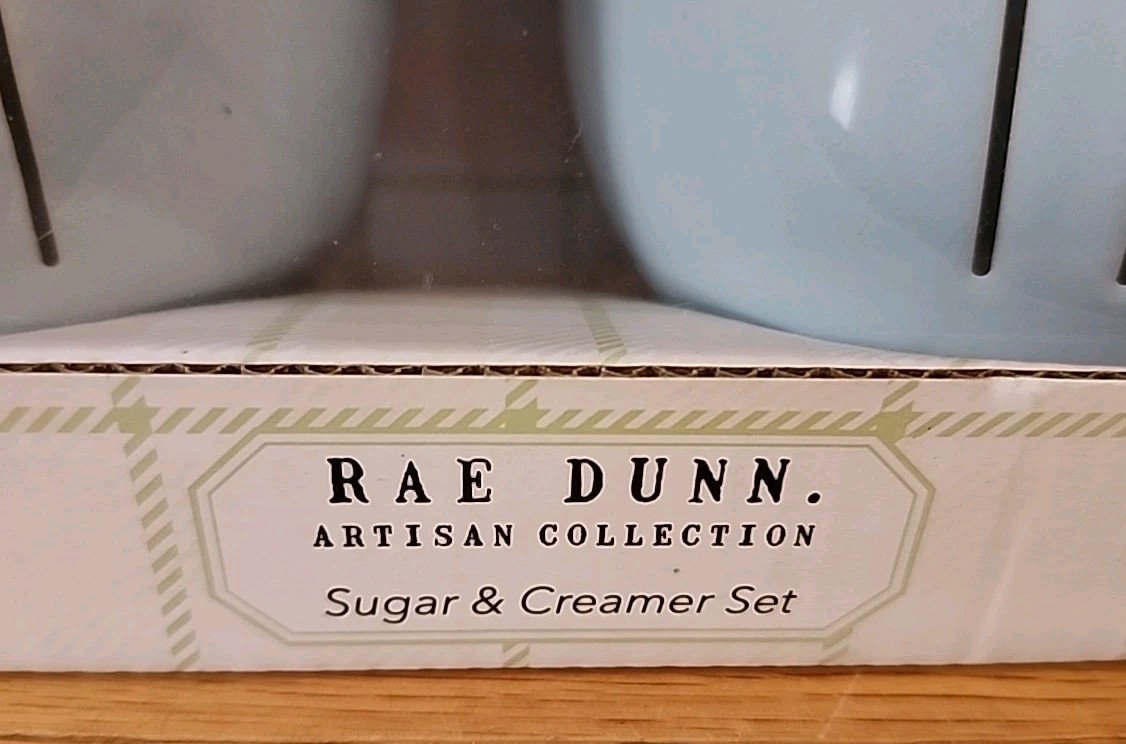 RAE DUNN.
ARTISAN COLLECTION
Sugar & Creamer Set